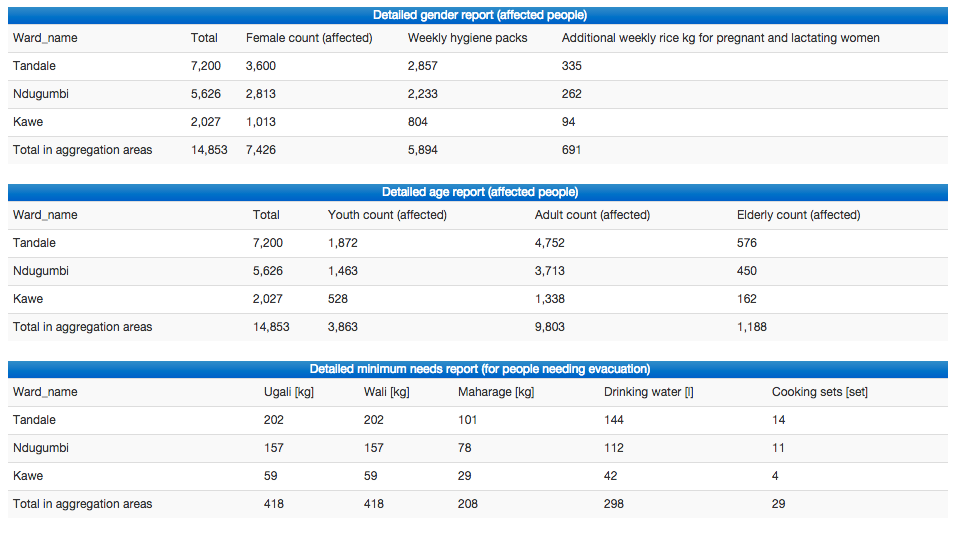 Detailed gender report (affected people)
Ward_name Total Female count (affected) Weekly hygiene packs Additional weekly rice kg for pregnant and lactating women
Tandale 7,200 3,600 2,857 335
Ndugumbi 5,626 2,813 2,233 262
Kawe 2,027 1,013 804 94
Total in aggregation areas 14,853 7,426 5,894 691
Detailed age report (affected people)
Ward_name Total Youth count (affected) Adult count (affected) Elderly count (affected)
Tandale 7,200 1,872 4,752 576
Ndugumbi 5,626 1,463 3,713 450
Kawe 2,027 528 1,338 162
Total in aggregation areas 14,853 3,863 9,803 1,188
Detailed minimum needs report (for people needing evacuation)
Ward_name Ugali [kg] Wali [kg] Maharage [kg] Drinking water [l] Cooking sets [set]
Tandale 202 202 101 144 14
Ndugumbi 157 157 78 112 11
Kawe 59 59 29 42 4
Total in aggregation areas 418 418 208 298 29